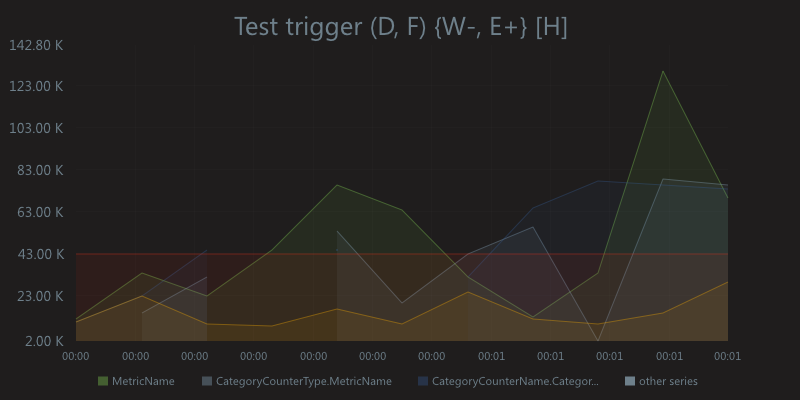 Test trigger (D, F) {W-, E+} [H]
142.80 K
123.00 K
103.00 K
83.00 K
63.00 K
43.00 K
23.00 K
2.00 K
00:00 00:00 00:00 00:00 00:00 00:00 00:00 00:01 00:01 00:01 00:01 00:01
MetricName CategoryCounterType.MetricName CategoryCounterName.Categor... other series